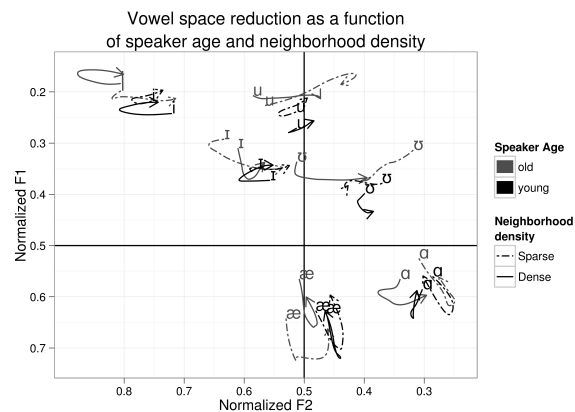 Vowel space reduction as a function
of speaker age and neighborhood density
0.2
0.3
0.4
0.5
0.6
0.7
Normalized F1
i
i
i
u
u
u
u
ɪ
ɪ
ɪ
ɪ
ʊ
ʊ
ʊ
ʊ
æ
æ
æ
æ
ɑ
ɑ
ɑ
ɑ
0.8
0.7
0.6
0.5
0.4
0.3
Normalized F2
Speaker Age
old
young
Neighborhood
density
Sparse
Dense